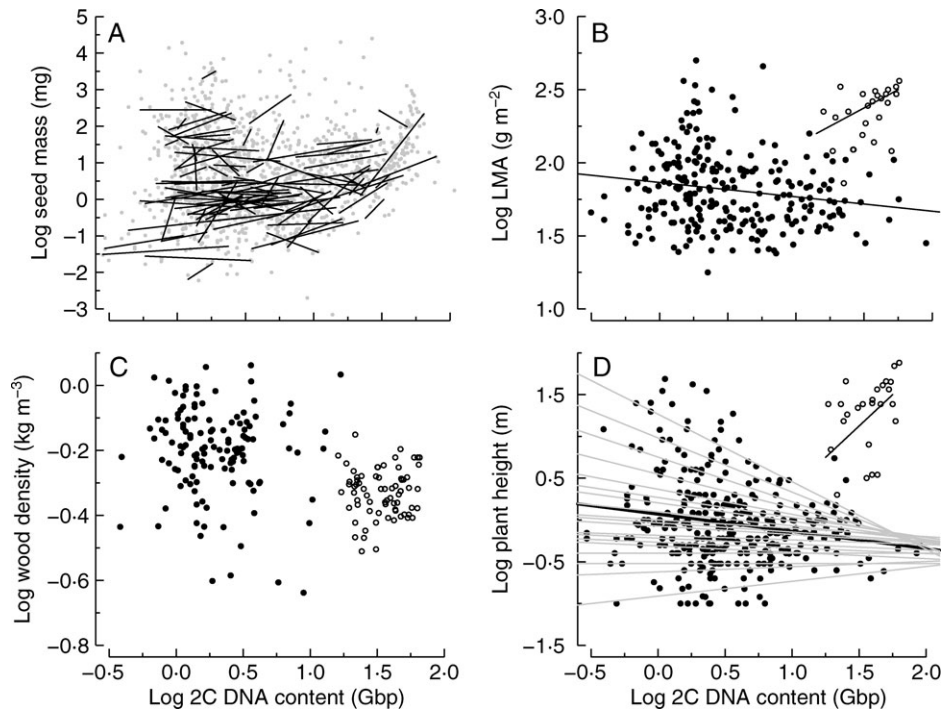 A
Log seed mass (mg)
5
4
3
2
1
0
−1
−2
−3
B
Log LMA (g m−2)
3·0
2·5
2·0
1·5
1·0
C
Log wood density (kg m−3)
0·0
−0·2
−0·4
−0·6
−0·8
−0·5 0·0 0·5 1·0 1·5 2·0
Log 2C DNA content (Gbp)
D
Log plant height (m)
1·5
0·5
−0·5
−1·5
−0·5 0·0 0·5 1·0 1·5 2·0
Log 2C DNA content (Gbp)